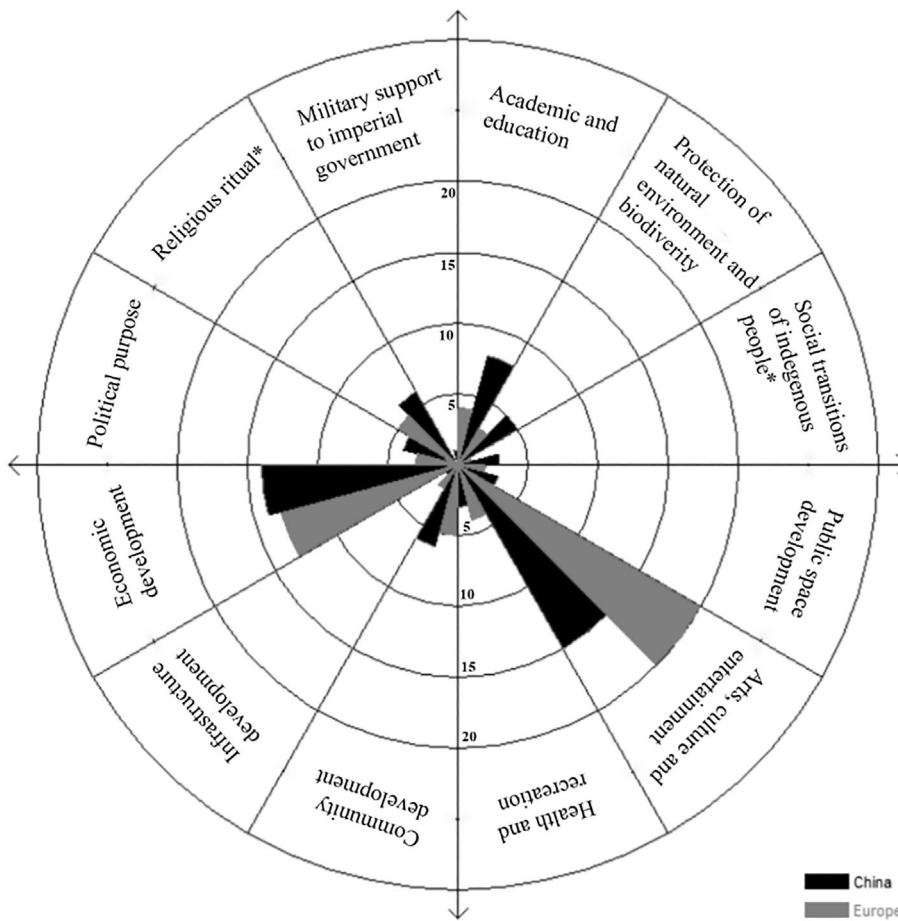 Military support
to imperial
government
Academic and
education
Protection of
natural
environment and
biodiverity
Social transitions
of indegenous
people*
Public space
development
Arts, culture and
entertainment
Health and
recreation
Community
development
Infrastructure
development
Economic
development
Political purpose
Religious ritual*
20
15
10
5
5
10
15
20
China
Europe